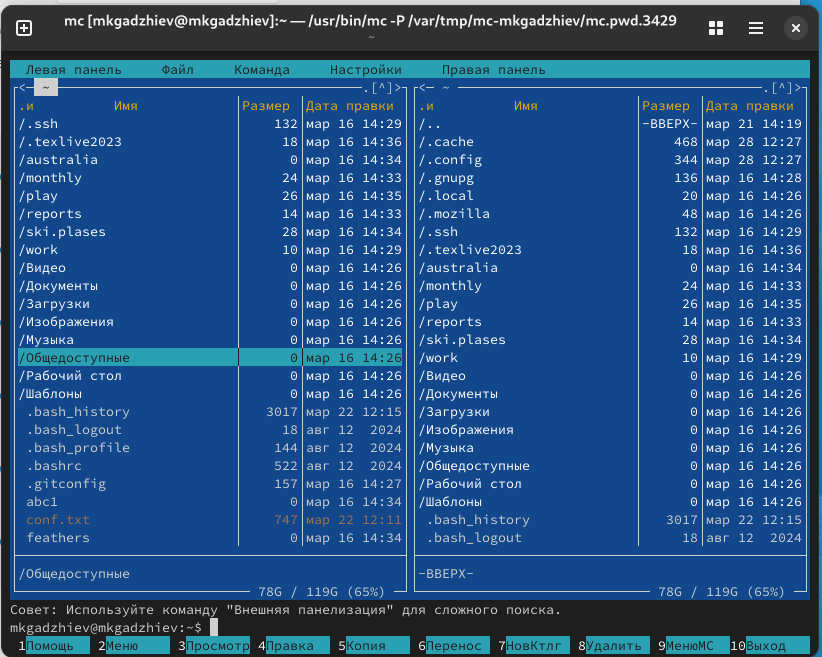 mc [mkgadzhiev@mkgadzhiev]:~ — /usr/bin/mc -P /var/tmp/mc-mkgadzhiev/mc.pwd.3429
~
Левая панель Файл Команда Настройки Правая панель
<─ ~ ─.[^]>
.и Имя Размер Дата правки
/.ssh 132 мар 16 14:29
/.texlive2023 18 мар 16 14:36
/australia 0 мар 16 14:34
/monthly 24 мар 16 14:33
/play 26 мар 16 14:35
/reports 14 мар 16 14:33
/ski.plases 28 мар 16 14:34
/work 10 мар 16 14:29
/Видео 0 мар 16 14:26
/Документы 0 мар 16 14:26
/Загрузки 0 мар 16 14:26
/Изображения 0 мар 16 14:26
/Музыка 0 мар 16 14:26
/Общедоступные 0 мар 16 14:26
/Рабочий стол 0 мар 16 14:26
/Шаблоны 0 мар 16 14:26
.bash_history 3017 мар 22 12:15
.bash_logout 18 авг 12 2024
.bash_profile 144 авг 12 2024
.bashrc 522 авг 12 2024
.gitconfig 157 мар 16 14:27
abc1 0 мар 16 14:34
conf.txt 747 мар 22 12:11
feathers 0 мар 16 14:34
/Общедоступные
78G / 119G (65%)
<─ ~ ─.[^]>
.и Имя Размер Дата правки
/.. -ВВЕРХ- мар 21 14:19
/.cache 468 мар 28 12:27
/.config 344 мар 28 12:27
/.gnupg 136 мар 16 14:28
/.local 20 мар 16 14:26
/.mozilla 48 мар 16 14:26
/.ssh 132 мар 16 14:29
/.texlive2023 18 мар 16 14:36
/australia 0 мар 16 14:34
/monthly 24 мар 16 14:33
/play 26 мар 16 14:35
/reports 14 мар 16 14:33
/ski.plases 28 мар 16 14:34
/work 10 мар 16 14:29
/Видео 0 мар 16 14:26
/Документы 0 мар 16 14:26
/Загрузки 0 мар 16 14:26
/Изображения 0 мар 16 14:26
/Музыка 0 мар 16 14:26
/Общедоступные 0 мар 16 14:26
/Рабочий стол 0 мар 16 14:26
/Шаблоны 0 мар 16 14:26
.bash_history 3017 мар 22 12:15
.bash_logout 18 авг 12 2024
-ВВЕРХ-
78G / 119G (65%)
Совет: Используйте команду "Внешняя панелизация" для сложного поиска.
mkgadzhiev@mkgadzhiev:~$
1Помощь 2Меню 3Просмотр 4Правка 5Копия 6Перенос 7НовКтлг 8Удалить 9МенюМС 10Выход